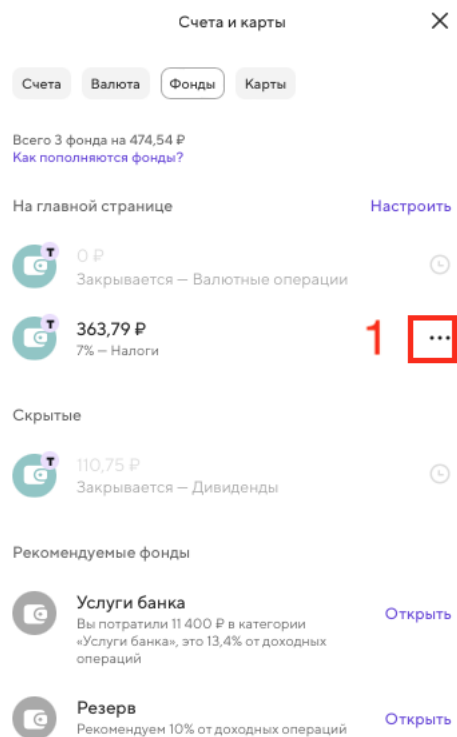 Счета и карты
Счета Валюта Фонды Карты
Всего 3 фонда на 474,54 ₽
Как пополняются фонды?
На главной странице Настроить
Т
0 ₽
Закрывается — Валютные операции
Т
363,79 ₽ 1
7% — Налоги
Скрытые
Т
110,75 ₽
Закрывается — Дивиденды
Рекомендуемые фонды
Услуги банка
Вы потратили 11 400 ₽ в категории Открыть
«Услуги банка», это 13,4% от доходных
операций
Резерв
Рекомендуем 10% от доходных операций Открыть